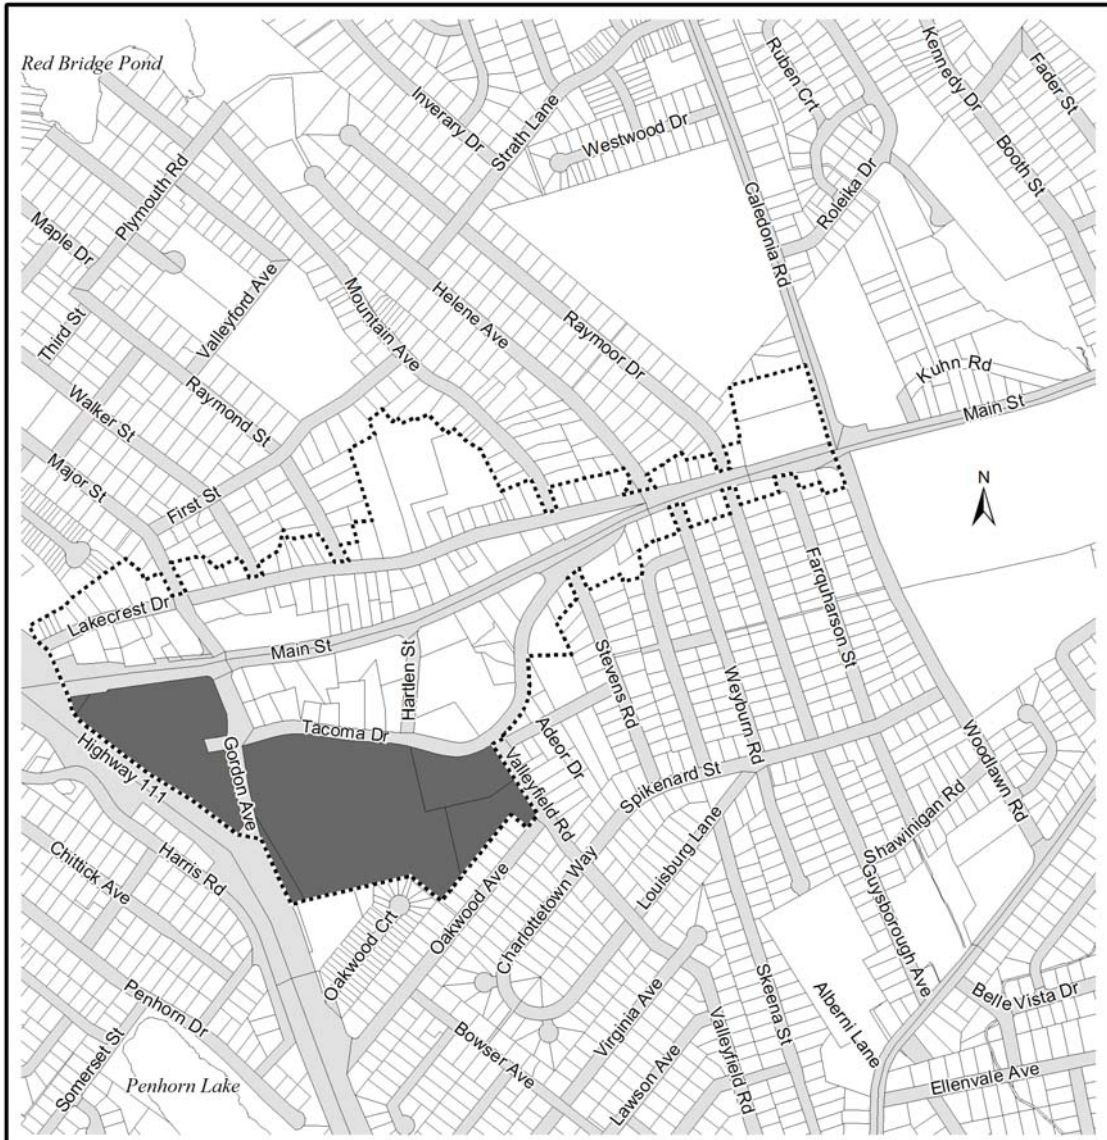 Red Bridge Pond
Inverary Dr
Strath Lane
Westwood Dr
Ruben Crt
Kennedy Dr
Fader St
Booth St
Roleika Dr
Caledonia Rd
Plymouth Rd
Maple Dr
Third St
Valleyford Ave
Mountain Ave
Helene Ave
Raymoor Dr
Kuhn Rd
Main St
Walker St
Raymond St
Major St
First St
N
Lakecrest Dr
Main St
Hartlen St
Tacoma Dr
Gordon Ave
Highway 111
Stevens Rd
Adeor Dr
Valleyfield Rd
Weyburn Rd
Farquharson St
Woodlawn Rd
Spikenard St
Louisburg Lane
Charlottetown Way
Shawinigan Rd
Guysborough Ave
Harris Rd
Chittick Ave
Oakwood Crt
Oakwood Ave
Penhorn Dr
Somerset St
Penhorn Lake
Bowser Ave
Virginia Ave
Lawson Ave
Valleyfield Rd
Skeena St
Alberni Lane
Belle Vista Dr
Ellenvale Ave